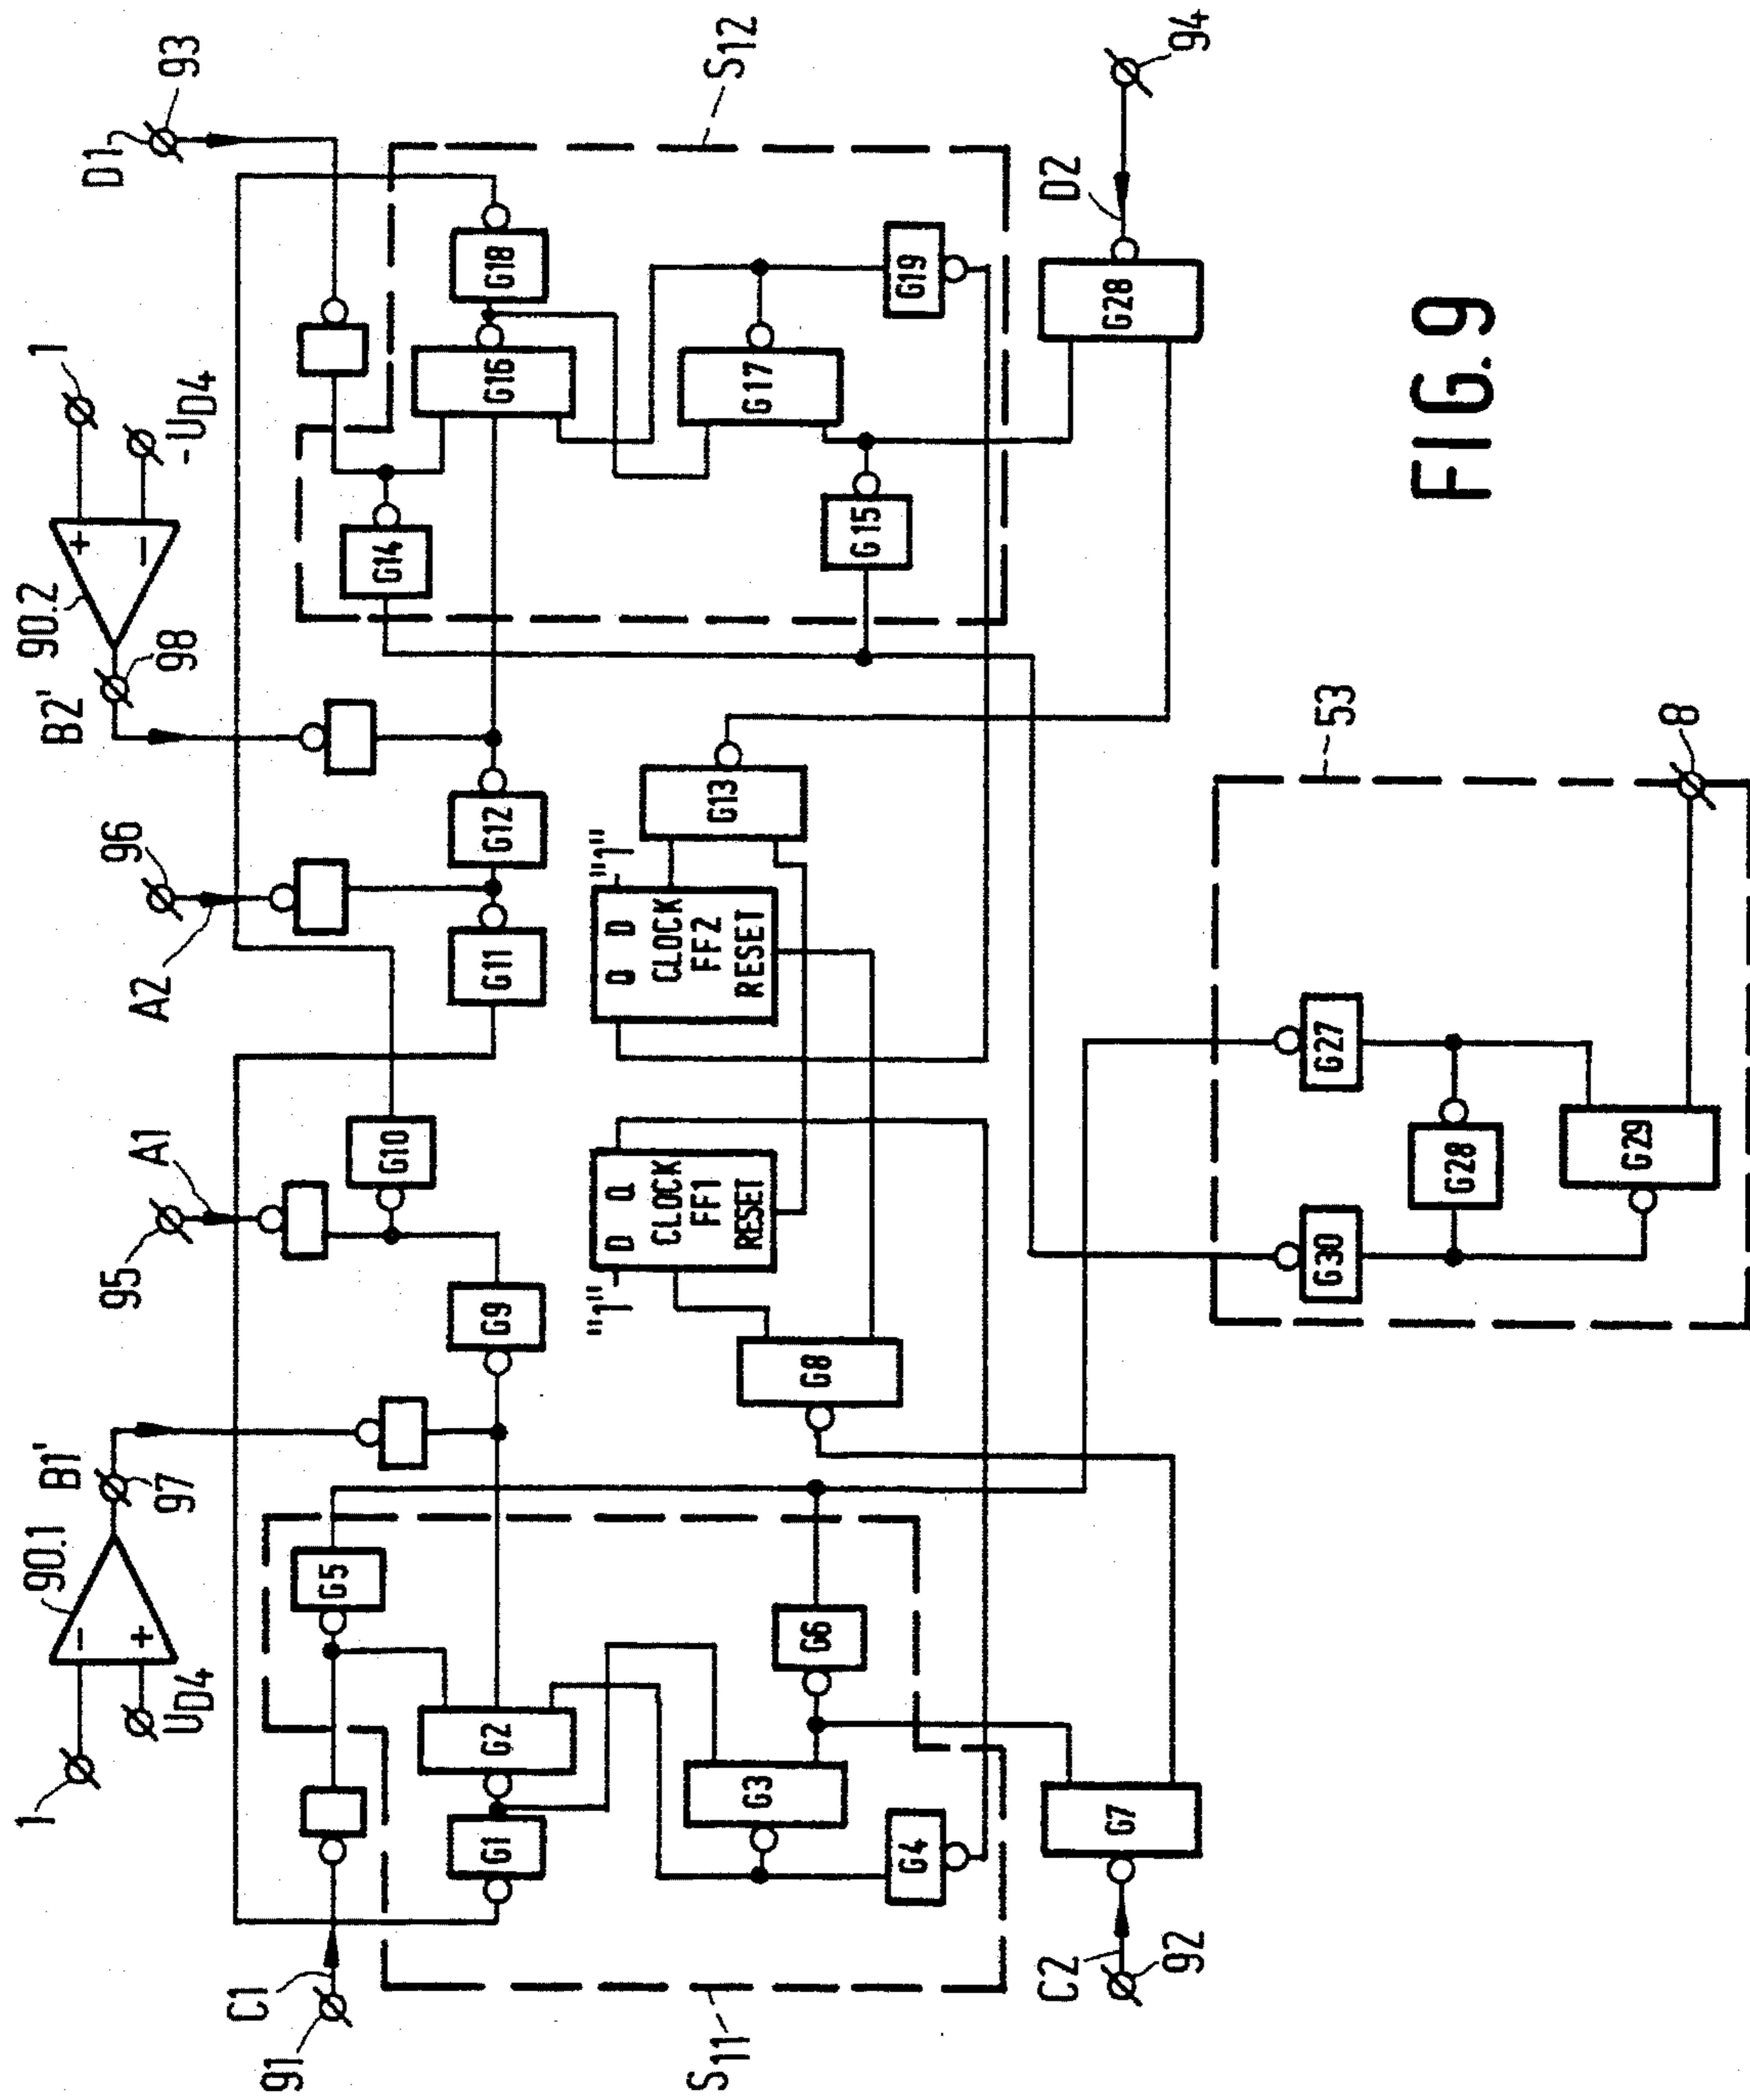 1
U_D4
90.1
B1'
97
95
A1
A2
96
B2'
98
90.2
1
-U_D4
D1
93
C1
91
G5
G9
G10
G11
G12
G14
G18
G1
G2
G16
S12
"1"
D Q
CLOCK
FF1
RESET
"1"
Q D
CLOCK
FF2
RESET
G13
G3
G6
G8
G15
G17
G4
G19
S11
C2
92
G7
G28
D2
94
G30
G27
G28
G29
53
8
FIG. 9